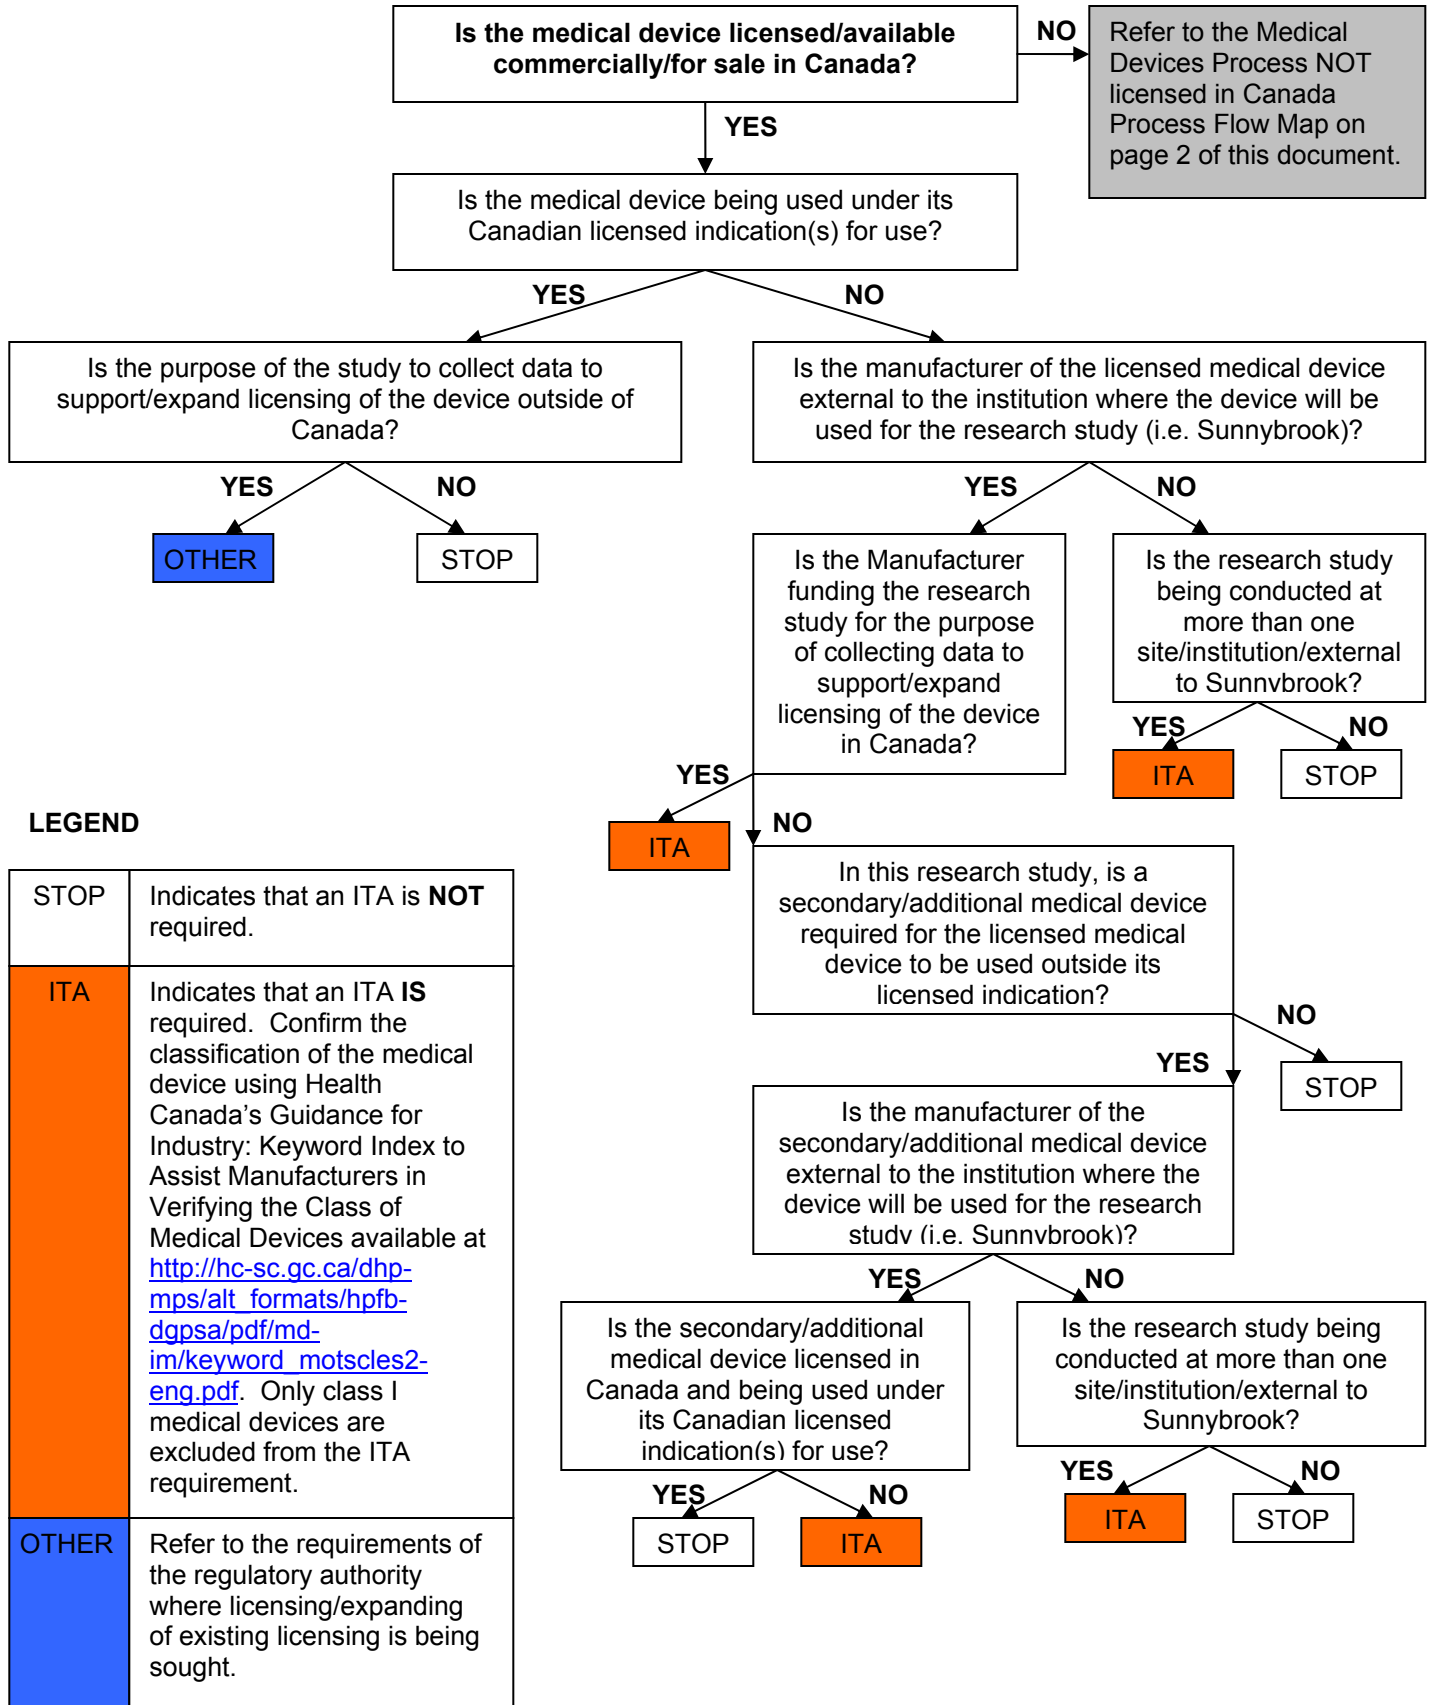 Is the medical device licensed/available
commercially/for sale in Canada?
NO
Refer to the Medical
Devices Process NOT
licensed in Canada
Process Flow Map on
page 2 of this document.
YES
Is the medical device being used under its
Canadian licensed indication(s) for use?
YES
NO
Is the purpose of the study to collect data to
support/expand licensing of the device outside of
Canada?
YES
NO
OTHER
STOP
Is the manufacturer of the licensed medical device
external to the institution where the device will be
used for the research study (i.e. Sunnybrook)?
YES
NO
Is the Manufacturer
funding the research
study for the purpose
of collecting data to
support/expand
licensing of the device
in Canada?
Is the research study
being conducted at
more than one
site/institution/external
to Sunnybrook?
YES
NO
ITA
STOP
YES
ITA
NO
In this research study, is a
secondary/additional medical device
required for the licensed medical
device to be used outside its
licensed indication?
NO
STOP
YES
Is the manufacturer of the
secondary/additional medical device
external to the institution where the
device will be used for the research
study (i.e. Sunnybrook)?
YES
NO
Is the secondary/additional
medical device licensed in
Canada and being used under
its Canadian licensed
indication(s) for use?
YES
NO
STOP
ITA
Is the research study being
conducted at more than one
site/institution/external to
Sunnybrook?
YES
NO
ITA
STOP
LEGEND
STOP
Indicates that an ITA is NOT
required.
ITA
Indicates that an ITA IS
required.  Confirm the
classification of the medical
device using Health
Canada's Guidance for
Industry: Keyword Index to
Assist Manufacturers in
Verifying the Class of
Medical Devices available at
http://hc-sc.gc.ca/dhp-
mps/alt_formats/hpfb-
dgpsa/pdf/md-
im/keyword_motscles2-
eng.pdf.  Only class I
medical devices are
excluded from the ITA
requirement.
OTHER
Refer to the requirements of
the regulatory authority
where licensing/expanding
of existing licensing is being
sought.